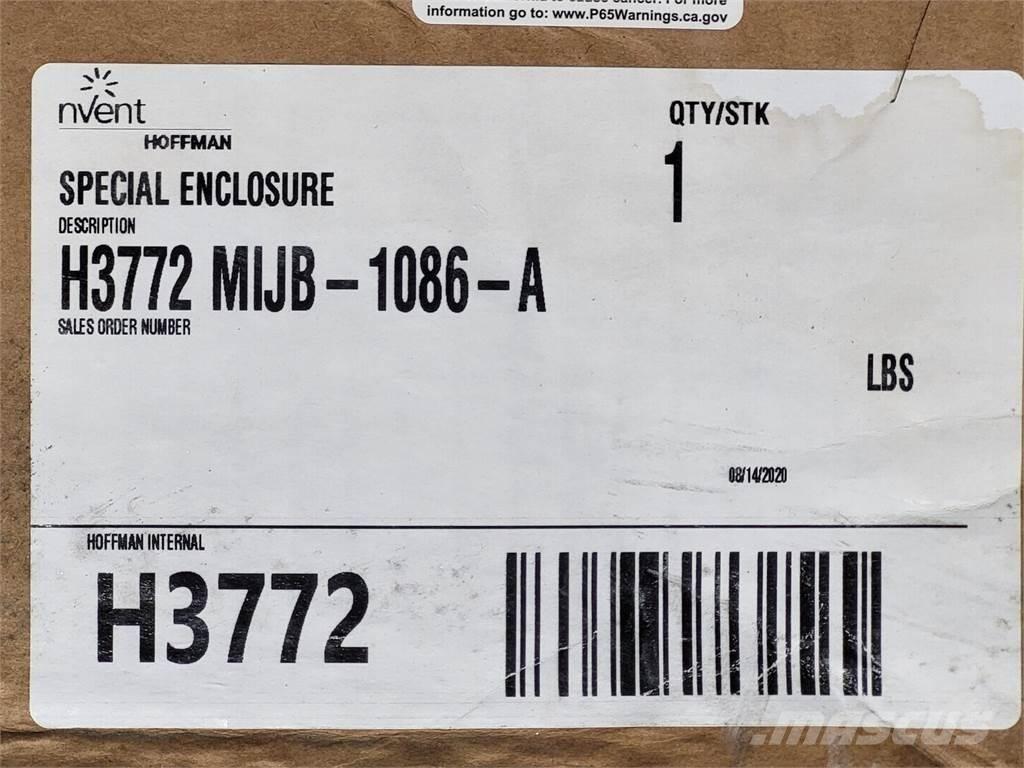 information go to: www.P65Warnings.ca.gov
nVent
HOFFMAN
QTY/STK
1
SPECIAL ENCLOSURE
DESCRIPTION
H3772 MIJB-1086-A
SALES ORDER NUMBER
LBS
08/14/2020
HOFFMAN INTERNAL
H3772
mascus